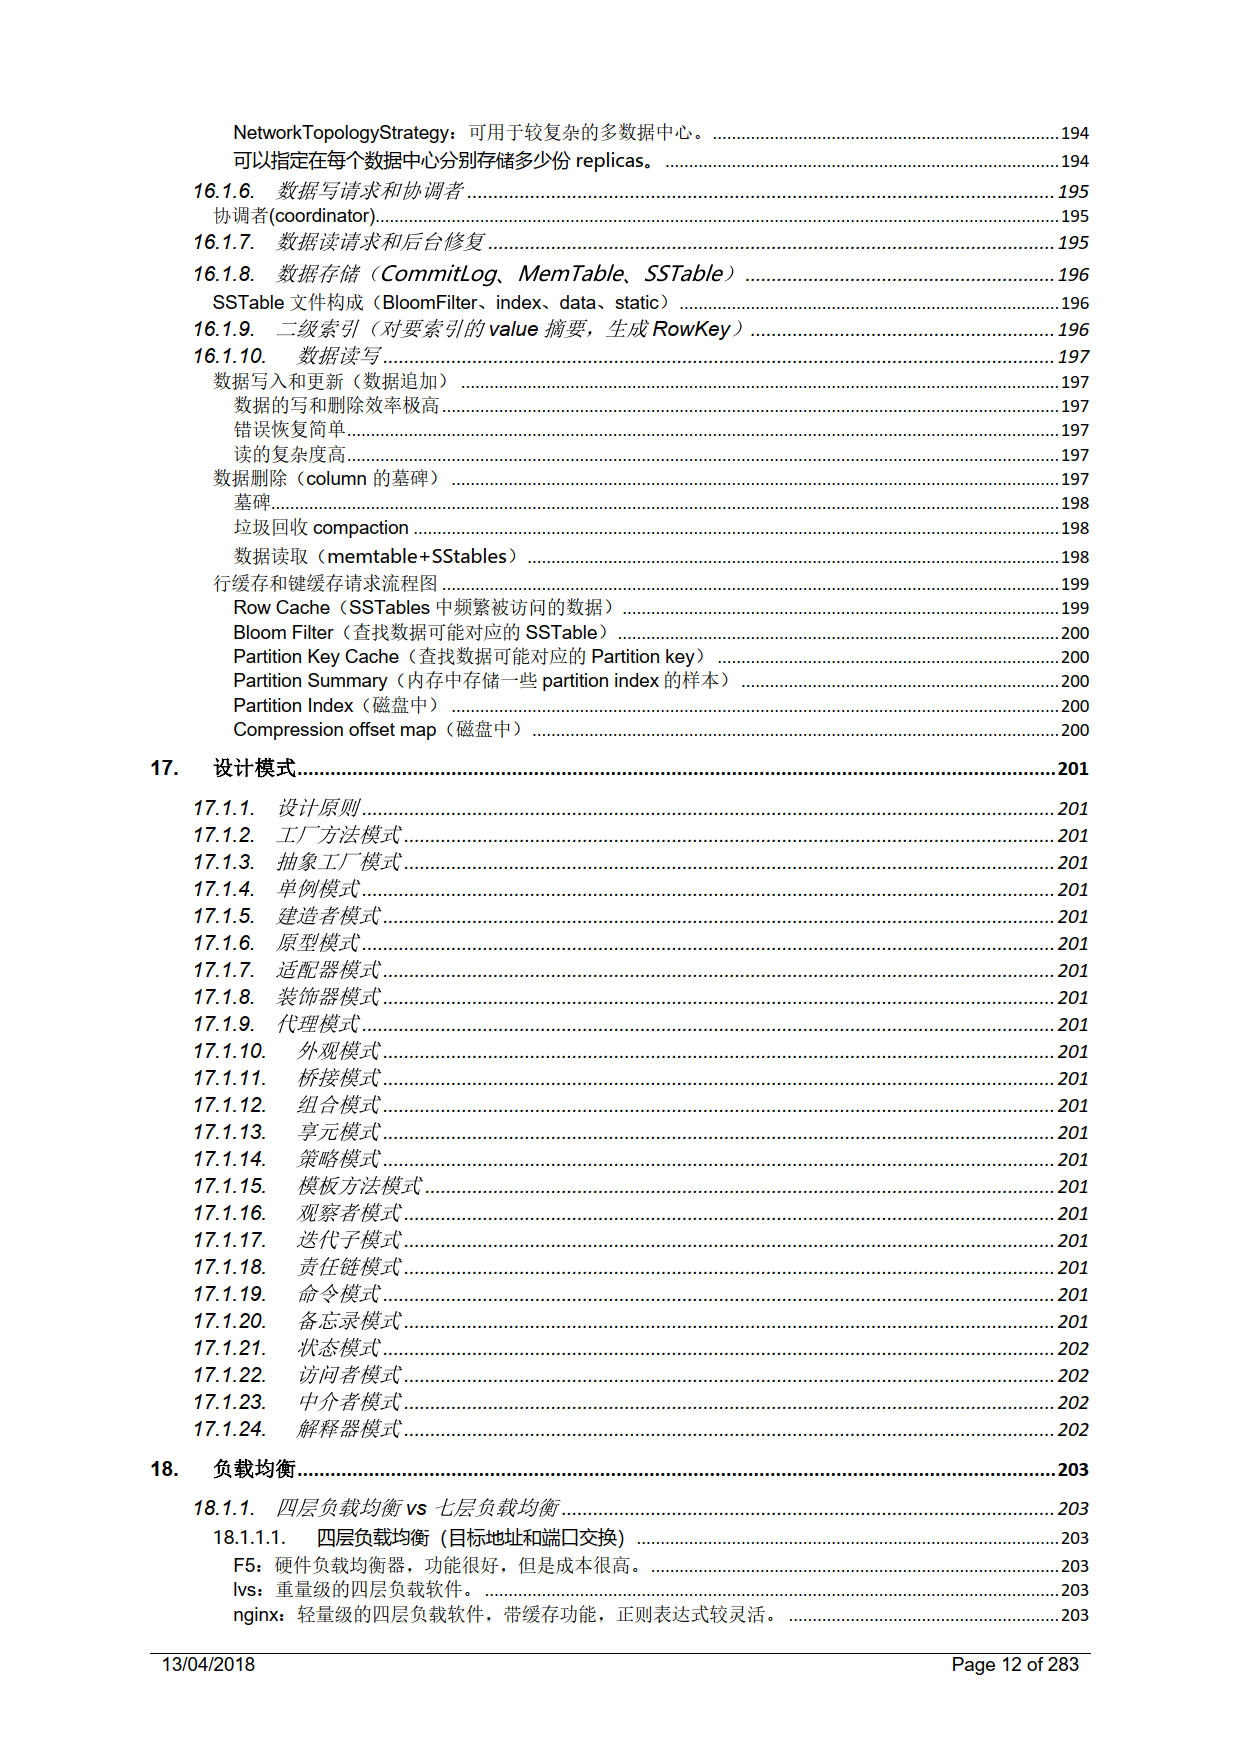 NetworkTopologyStrategy：可用于较复杂的多数据中心。 ........ 194
可以指定在每个数据中心分别存储多少份 replicas。 ........ 194
16.1.6. 数据写请求和协调者 ........ 195
协调者(coordinator)........ 195
16.1.7. 数据读请求和后台修复 ........ 195
16.1.8. 数据存储（CommitLog、MemTable、SSTable） ........ 196
SSTable 文件构成（BloomFilter、index、data、static） ........ 196
16.1.9. 二级索引（对要索引的 value 摘要，生成 RowKey） ........ 196
16.1.10. 数据读写 ........ 197
数据写入和更新（数据追加） ........ 197
数据的写和删除效率极高 ........ 197
错误恢复简单 ........ 197
读的复杂度高 ........ 197
数据删除（column 的墓碑） ........ 197
墓碑 ........ 198
垃圾回收 compaction ........ 198
数据读取（memtable+SStables） ........ 198
行缓存和键缓存请求流程图 ........ 199
Row Cache（SSTables 中频繁被访问的数据） ........ 199
Bloom Filter（查找数据可能对应的 SSTable） ........ 200
Partition Key Cache（查找数据可能对应的 Partition key） ........ 200
Partition Summary（内存中存储一些 partition index 的样本） ........ 200
Partition Index（磁盘中） ........ 200
Compression offset map（磁盘中） ........ 200
17. 设计模式 ........ 201
17.1.1. 设计原则 ........ 201
17.1.2. 工厂方法模式 ........ 201
17.1.3. 抽象工厂模式 ........ 201
17.1.4. 单例模式 ........ 201
17.1.5. 建造者模式 ........ 201
17.1.6. 原型模式 ........ 201
17.1.7. 适配器模式 ........ 201
17.1.8. 装饰器模式 ........ 201
17.1.9. 代理模式 ........ 201
17.1.10. 外观模式 ........ 201
17.1.11. 桥接模式 ........ 201
17.1.12. 组合模式 ........ 201
17.1.13. 享元模式 ........ 201
17.1.14. 策略模式 ........ 201
17.1.15. 模板方法模式 ........ 201
17.1.16. 观察者模式 ........ 201
17.1.17. 迭代子模式 ........ 201
17.1.18. 责任链模式 ........ 201
17.1.19. 命令模式 ........ 201
17.1.20. 备忘录模式 ........ 201
17.1.21. 状态模式 ........ 202
17.1.22. 访问者模式 ........ 202
17.1.23. 中介者模式 ........ 202
17.1.24. 解释器模式 ........ 202
18. 负载均衡 ........ 203
18.1.1. 四层负载均衡 vs 七层负载均衡 ........ 203
18.1.1.1. 四层负载均衡（目标地址和端口交换） ........ 203
F5：硬件负载均衡器，功能很好，但是成本很高。 ........ 203
lvs：重量级的四层负载软件。 ........ 203
nginx：轻量级的四层负载软件，带缓存功能，正则表达式较灵活。 ........ 203
13/04/2018 Page 12 of 283